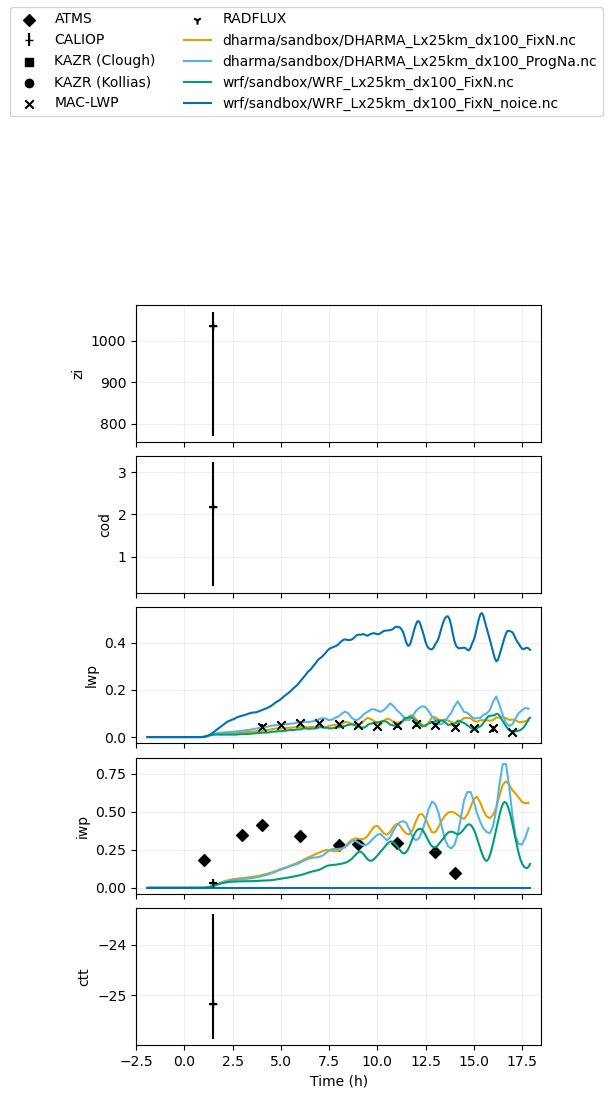 ATMS
CALIOP
KAZR (Clough)
KAZR (Kollias)
MAC-LWP
RADFLUX
dharma/sandbox/DHARMA_Lx25km_dx100_FixN.nc
dharma/sandbox/DHARMA_Lx25km_dx100_ProgNa.nc
wrf/sandbox/WRF_Lx25km_dx100_FixN.nc
wrf/sandbox/WRF_Lx25km_dx100_FixN_noice.nc
zi
1000
900
800
cod
3
2
1
lwp
0.4
0.2
0.0
iwp
0.75
0.50
0.25
0.00
ctt
−24
−25
−2.5 0.0 2.5 5.0 7.5 10.0 12.5 15.0 17.5
Time (h)